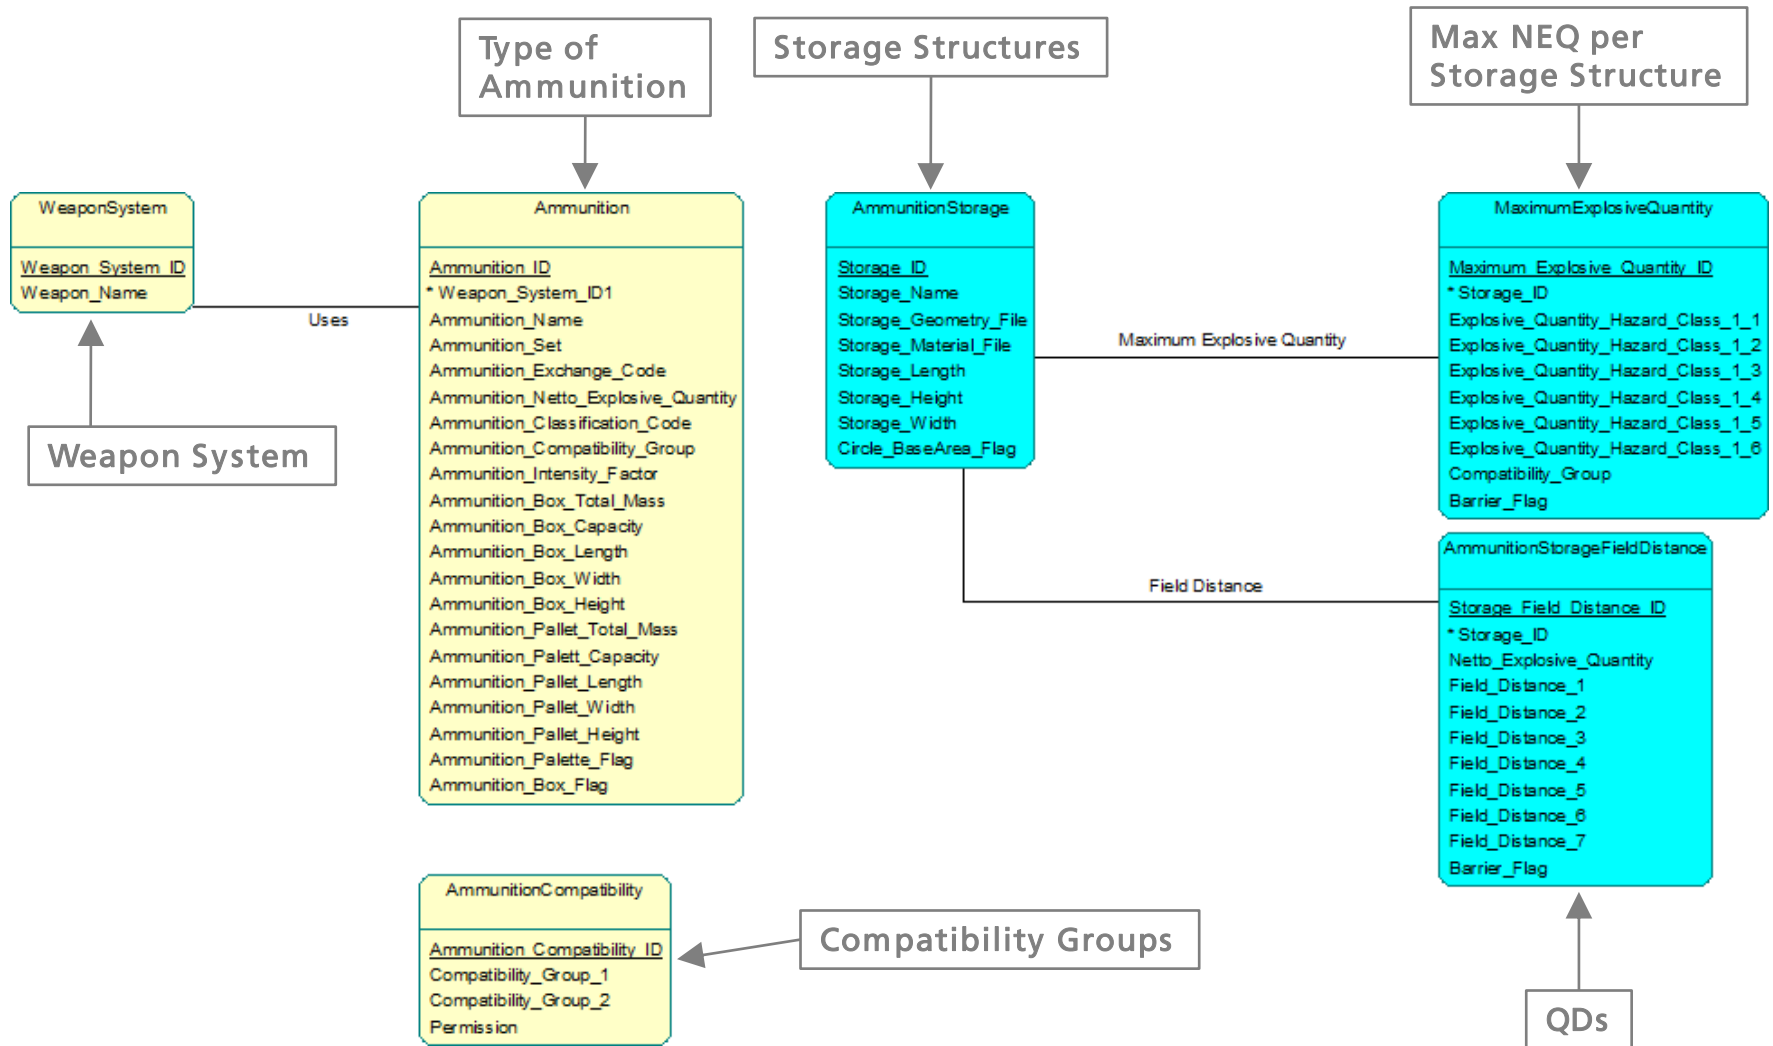 Type of
Ammunition
Storage Structures
Max NEQ per
Storage Structure
WeaponSystem
Weapon_System_ID
Weapon_Name
Uses
Weapon System
Ammunition
Ammunition_ID
* Weapon_System_ID1
Ammunition_Name
Ammunition_Set
Ammunition_Exchange_Code
Ammunition_Netto_Explosive_Quantity
Ammunition_Classification_Code
Ammunition_Compatibility_Group
Ammunition_Intensity_Factor
Ammunition_Box_Total_Mass
Ammunition_Box_Capacity
Ammunition_Box_Length
Ammunition_Box_Width
Ammunition_Box_Height
Ammunition_Pallet_Total_Mass
Ammunition_Palett_Capacity
Ammunition_Pallet_Length
Ammunition_Pallet_Width
Ammunition_Pallet_Height
Ammunition_Palette_Flag
Ammunition_Box_Flag
AmmunitionStorage
Storage_ID
Storage_Name
Storage_Geometry_File
Storage_Material_File
Storage_Length
Storage_Height
Storage_Width
Circle_BaseArea_Flag
Maximum Explosive Quantity
Field Distance
MaximumExplosiveQuantity
Maximum_Explosive_Quantity_ID
* Storage_ID
Explosive_Quantity_Hazard_Class_1_1
Explosive_Quantity_Hazard_Class_1_2
Explosive_Quantity_Hazard_Class_1_3
Explosive_Quantity_Hazard_Class_1_4
Explosive_Quantity_Hazard_Class_1_5
Explosive_Quantity_Hazard_Class_1_6
Compatibility_Group
Barrier_Flag
AmmunitionStorageFieldDistance
Storage_Field_Distance_ID
* Storage_ID
Netto_Explosive_Quantity
Field_Distance_1
Field_Distance_2
Field_Distance_3
Field_Distance_4
Field_Distance_5
Field_Distance_6
Field_Distance_7
Barrier_Flag
AmmunitionCompatibility
Ammunition_Compatibility_ID
Compatibility_Group_1
Compatibility_Group_2
Permission
Compatibility Groups
QDs